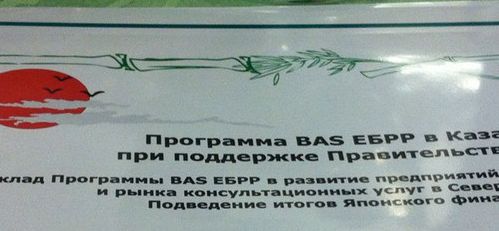 Программа BAS ЕБРР в Каза
при поддержке Правительств
клад Программы BAS ЕБРР в развитие предприятий
и рынка консультационных услуг в Север
Подведение итогов Японского фина